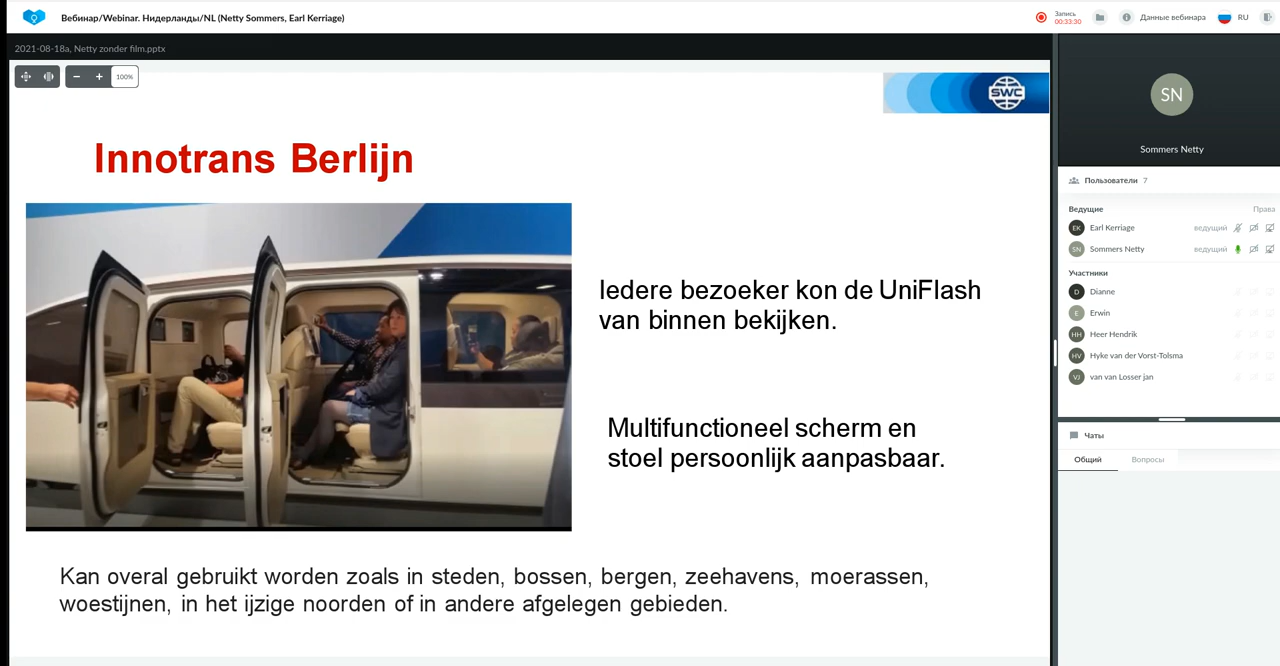 Вебинар/Webinar. Нидерланды/NL (Netty Sommers, Earl Kerriage)
Запись
00:33:30
Данные вебинара
RU
2021-08-18a, Netty zonder film.pptx
100%
SWC
Innotrans Berlijn
Iedere bezoeker kon de UniFlash
van binnen bekijken.
Multifunctioneel scherm en
stoel persoonlijk aanpasbaar.
Kan overal gebruikt worden zoals in steden, bossen, bergen, zeehavens, moerassen,
woestijnen, in het ijzige noorden of in andere afgelegen gebieden.
SN
Sommers Netty
Пользователи 7
Ведущие Права
EK Earl Kerriage ведущий
SN Sommers Netty ведущий
Участники
D Dianne
E Erwin
HH Heer Hendrik
HV Hyke van der Vorst-Tolsma
VJ van van Losser jan
Чаты
Общий Вопросы